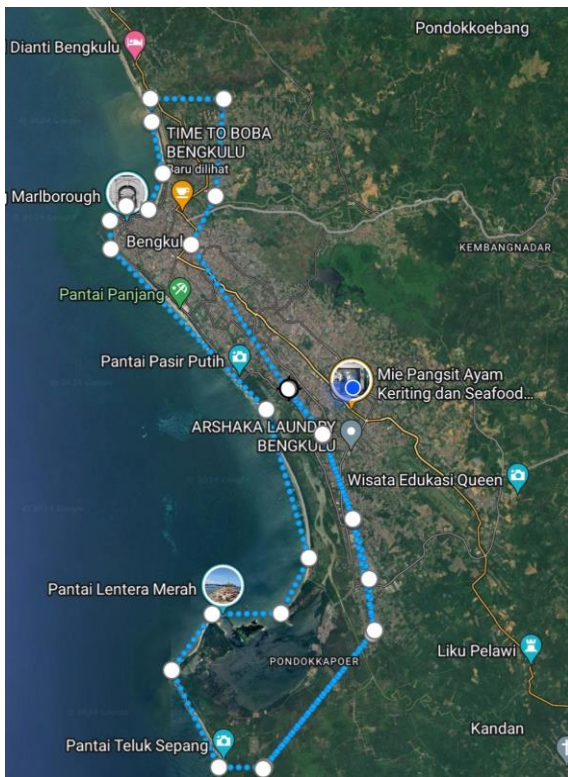 Pondokkoebang
Dianti Bengkulu
TIME TO BOBA
BENGKULU
Baru dilihat
Marlborough
KEMBANGNADAR
Bengkul
Pantai Panjang
Pantai Pasir Putih
Mie Pangsit Ayam
Keriting dan Seafood...
ARSHAKA LAUNDRY
BENGKULU
Wisata Edukasi Queen
Pantai Lentera Merah
PONDOKKAPOER
Liku Pelawi
Kandan
Pantai Teluk Sepang